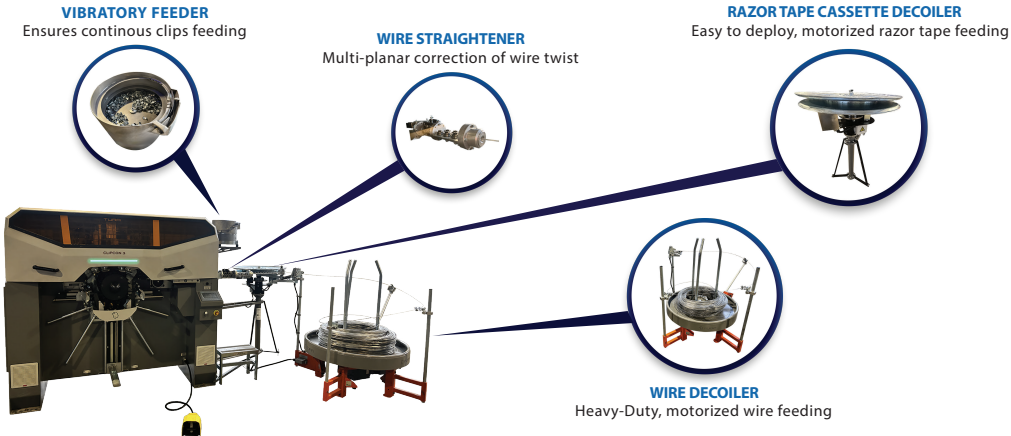 VIBRATORY FEEDER
Ensures continous clips feeding
WIRE STRAIGHTENER
Multi-planar correction of wire twist
RAZOR TAPE CASSETTE DECOILER
Easy to deploy, motorized razor tape feeding
WIRE DECOILER
Heavy-Duty, motorized wire feeding